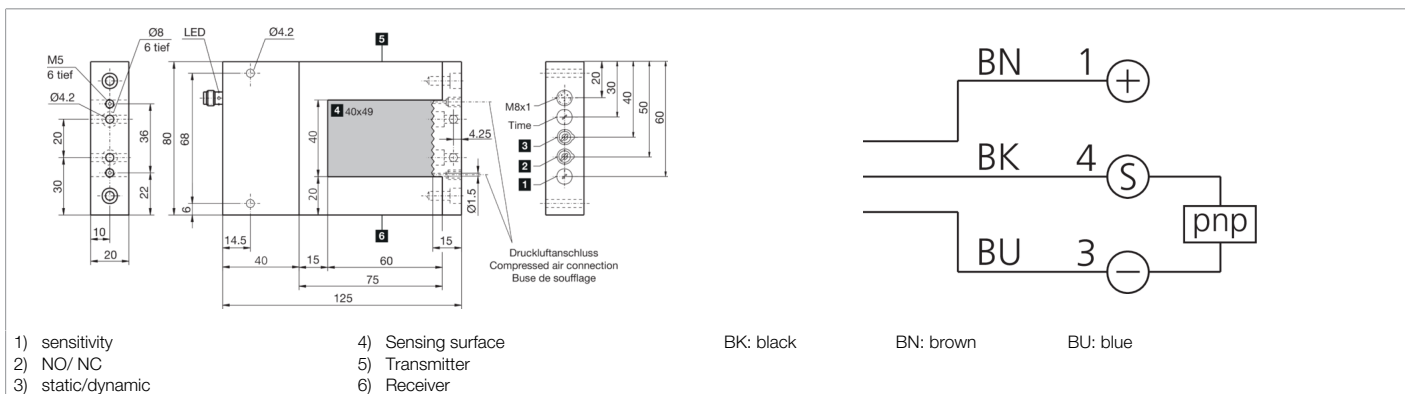 Ø8
6 tief
LED
Ø4.2
5
M5
6 tief
Ø4.2
20
30
36
22
10
20
80
68
6
4 40x49
40
20
4.25
Ø1.5
14.5
15
40
15
60
75
125
6
Druckluftanschluss
Compressed air connection
Buse de soufflage
20
30
40
50
60
M8x1
Time
3
2
1
BN 1 +
BK 4 S
pnp
BU 3 −
1) sensitivity
2) NO/ NC
3) static/dynamic
4) Sensing surface
5) Transmitter
6) Receiver
BK: black
BN: brown
BU: blue